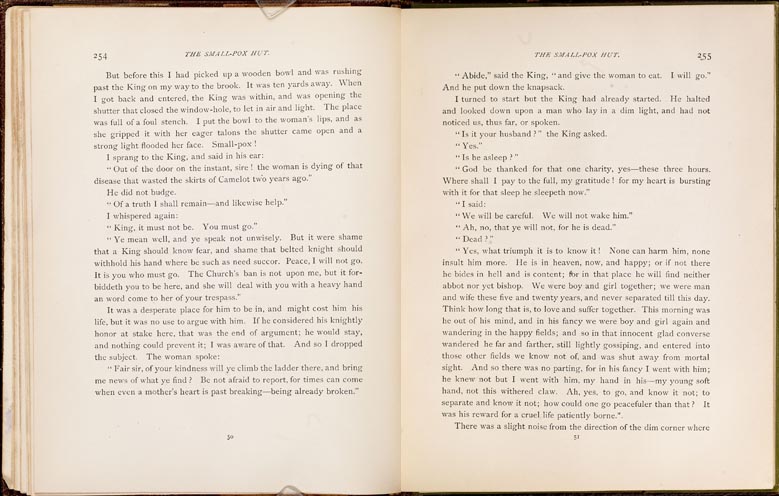 254
THE SMALL-POX HUT.
But before this I had picked up a wooden bowl and was rushing
past the King on my way to the brook. It was ten yards away. When
I got back and entered, the King was within, and was opening the
shutter that closed the window-hole, to let in air and light. The place
was full of a foul stench. I put the bowl to the woman's lips, and as
she gripped it with her eager talons the shutter came open and a
strong light flooded her face. Small-pox!
I sprang to the King, and said in his ear:
"Out of the door on the instant, sire! the woman is dying of that
disease that wasted the skirts of Camelot two years ago."
He did not budge.
"Of a truth I shall remain—and likewise help."
I whispered again:
"King, it must not be. You must go."
"Ye mean well, and ye speak not unwisely. But it were shame
that a King should know fear, and shame that belted knight should
withhold his hand where be such as need succor. Peace, I will not go.
It is you who must go. The Church's ban is not upon me, but it for-
biddeth you to be here, and she will deal with you with a heavy hand
an word come to her of your trespass."
It was a desperate place for him to be in, and might cost him his
life, but it was no use to argue with him. If he considered his knightly
honor at stake here, that was the end of argument; he would stay,
and nothing could prevent it; I was aware of that. And so I dropped
the subject. The woman spoke:
"Fair sir, of your kindness will ye climb the ladder there, and bring
me news of what ye find? Be not afraid to report, for times can come
when even a mother's heart is past breaking—being already broken."
50
THE SMALL-POX HUT.
255
"Abide," said the King, "and give the woman to eat. I will go."
And he put down the knapsack.
I turned to start but the King had already started. He halted
and looked down upon a man who lay in a dim light, and had not
noticed us, thus far, or spoken.
"Is it your husband?" the King asked.
"Yes."
"Is he asleep?"
"God be thanked for that one charity, yes—these three hours.
Where shall I pay to the full, my gratitude! for my heart is bursting
with it for that sleep he sleepeth now."
"I said:
"We will be careful. We will not wake him."
"Ah, no, that ye will not, for he is dead."
"Dead?"
"Yes, what triumph it is to know it! None can harm him, none
insult him more. He is in heaven, now, and happy; or if not there
he bides in hell and is content; for in that place he will find neither
abbot nor yet bishop. We were boy and girl together; we were man
and wife these five and twenty years, and never separated till this day.
Think how long that is, to love and suffer together. This morning was
he out of his mind, and in his fancy we were boy and girl again and
wandering in the happy fields; and so in that innocent glad converse
wandered he far and farther, still lightly gossiping, and entered into
those other fields we know not of, and was shut away from mortal
sight. And so there was no parting, for in his fancy I went with him;
he knew not but I went with him, my hand in his—my young soft
hand, not this withered claw. Ah, yes, to go, and know it not; to
separate and know it not; how could one go peacefuler than that? It
was his reward for a cruel life patiently borne."
There was a slight noise from the direction of the dim corner where
51